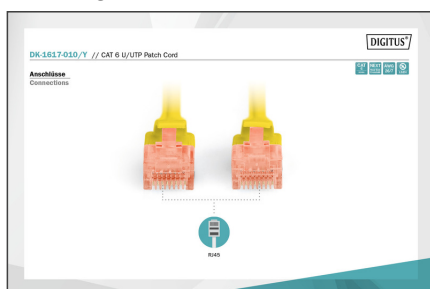 DIGITUS®
DK-1617-010/Y // CAT 6 U/UTP Patch Cord
Anschlüsse
Connections
RJ45